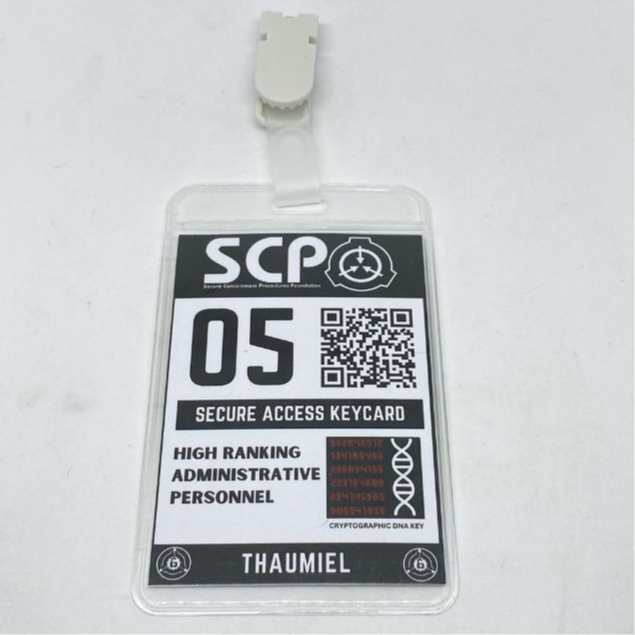 SCP
Secure Containment Procedures Foundation
05
SECURE ACCESS KEYCARD
HIGH RANKING
ADMINISTRATIVE
PERSONNEL
CRYPTOGRAPHIC DNA KEY
THAUMIEL